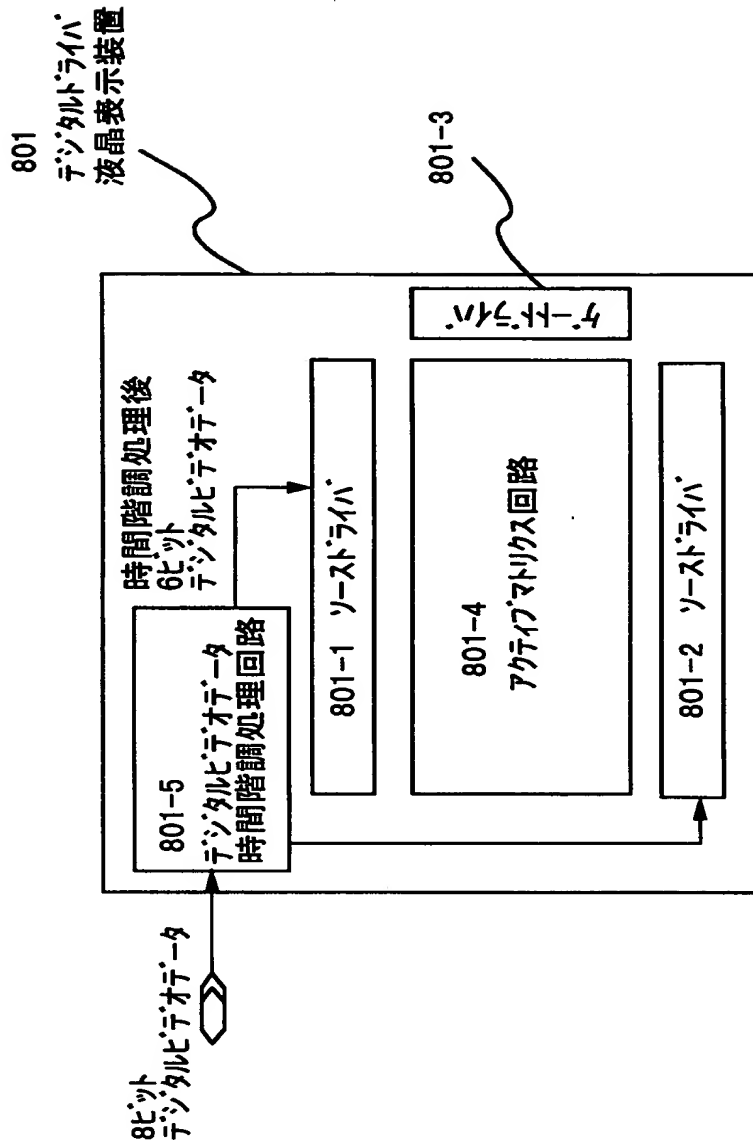 801
デジタルドライバ
液晶表示装置
801-3
ゲートドライバ
時間階調処理後
6ビット
デジタルビデオデータ
801-5
デジタルビデオデータ
時間階調処理回路
801-1 ソースドライバ
801-4
アクティブマトリクス回路
801-2 ソースドライバ
8ビット
デジタルビデオデータ